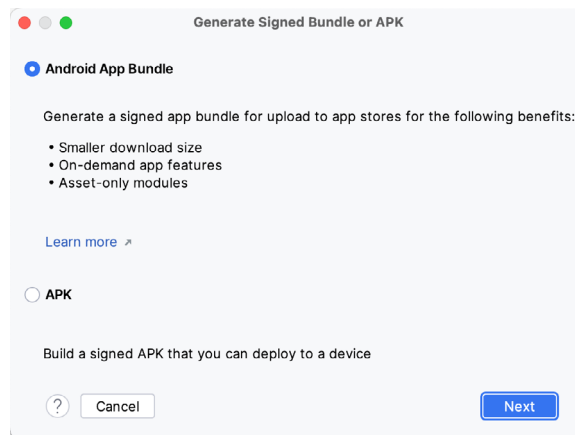 Generate Signed Bundle or APK
Android App Bundle
Generate a signed app bundle for upload to app stores for the following benefits:
• Smaller download size
• On-demand app features
• Asset-only modules
Learn more ↗
APK
Build a signed APK that you can deploy to a device
? Cancel Next